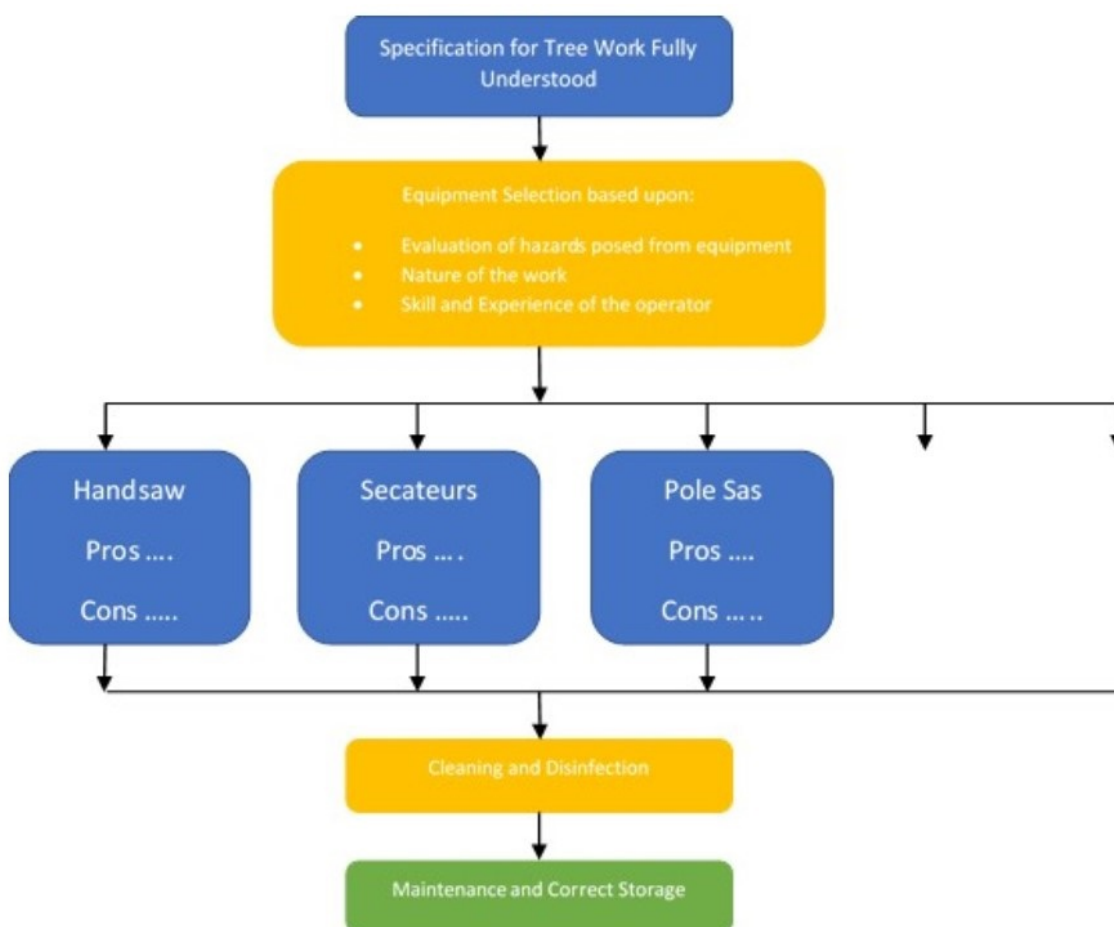 Specification for Tree Work Fully
Understood
Equipment Selection based upon:
• Evaluation of hazards posed from equipment
• Nature of the work
• Skill and Experience of the operator
Handsaw
Pros ....
Cons .....
Secateurs
Pros ... .
Cons .....
Pole Sas
Pros ....
Cons ... ..
Cleaning and Disinfection
Maintenance and Correct Storage